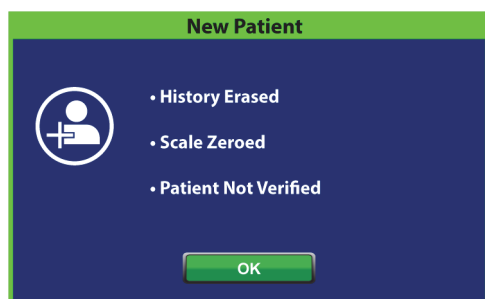 New Patient
• History Erased
• Scale Zeroed
• Patient Not Verified
OK